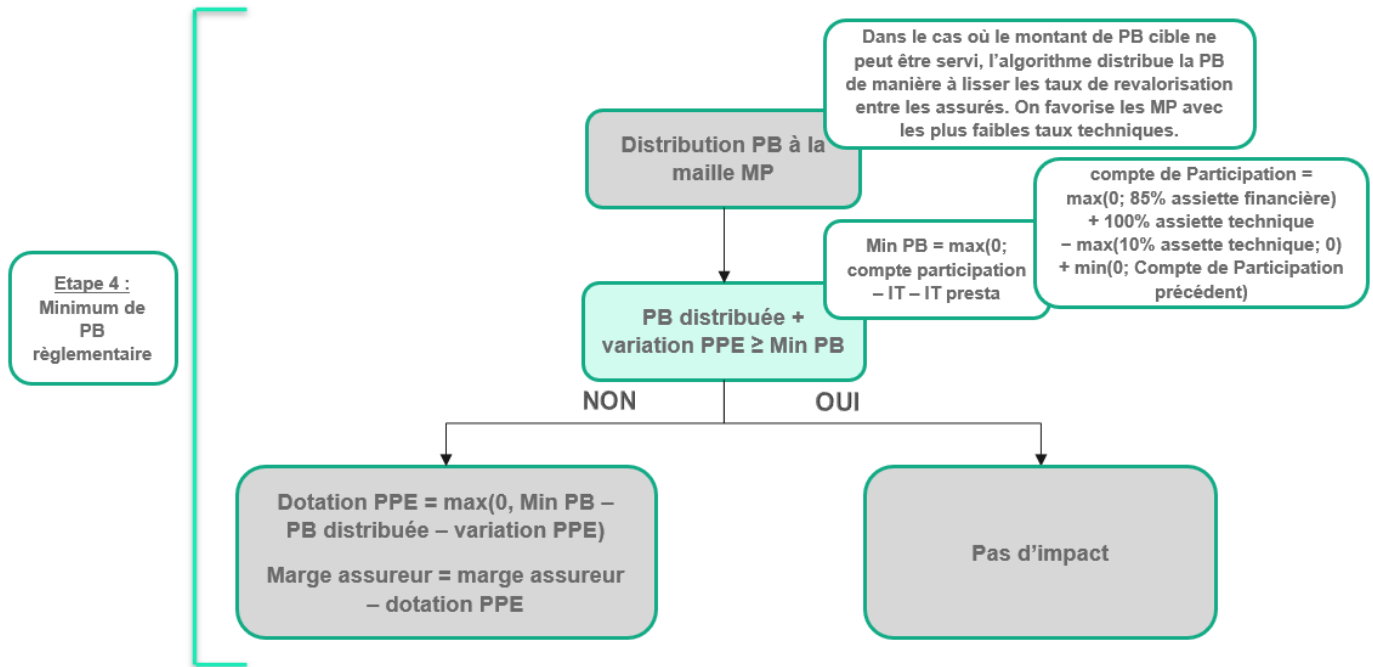 Dans le cas où le montant de PB cible ne
peut être servi, l'algorithme distribue la PB
de manière à lisser les taux de revalorisation
entre les assurés. On favorise les MP avec
les plus faibles taux techniques.
Distribution PB à la
maille MP
compte de Participation =
max(0; 85% assiette financière)
+ 100% assiette technique
– max(10% assette technique; 0)
+ min(0; Compte de Participation
précédent)
Min PB = max(0;
compte participation
– IT – IT presta
Etape 4 :
Minimum de
PB
règlementaire
PB distribuée +
variation PPE ≥ Min PB
NON
OUI
Dotation PPE = max(0, Min PB –
PB distribuée – variation PPE)
Marge assureur = marge assureur
– dotation PPE
Pas d'impact